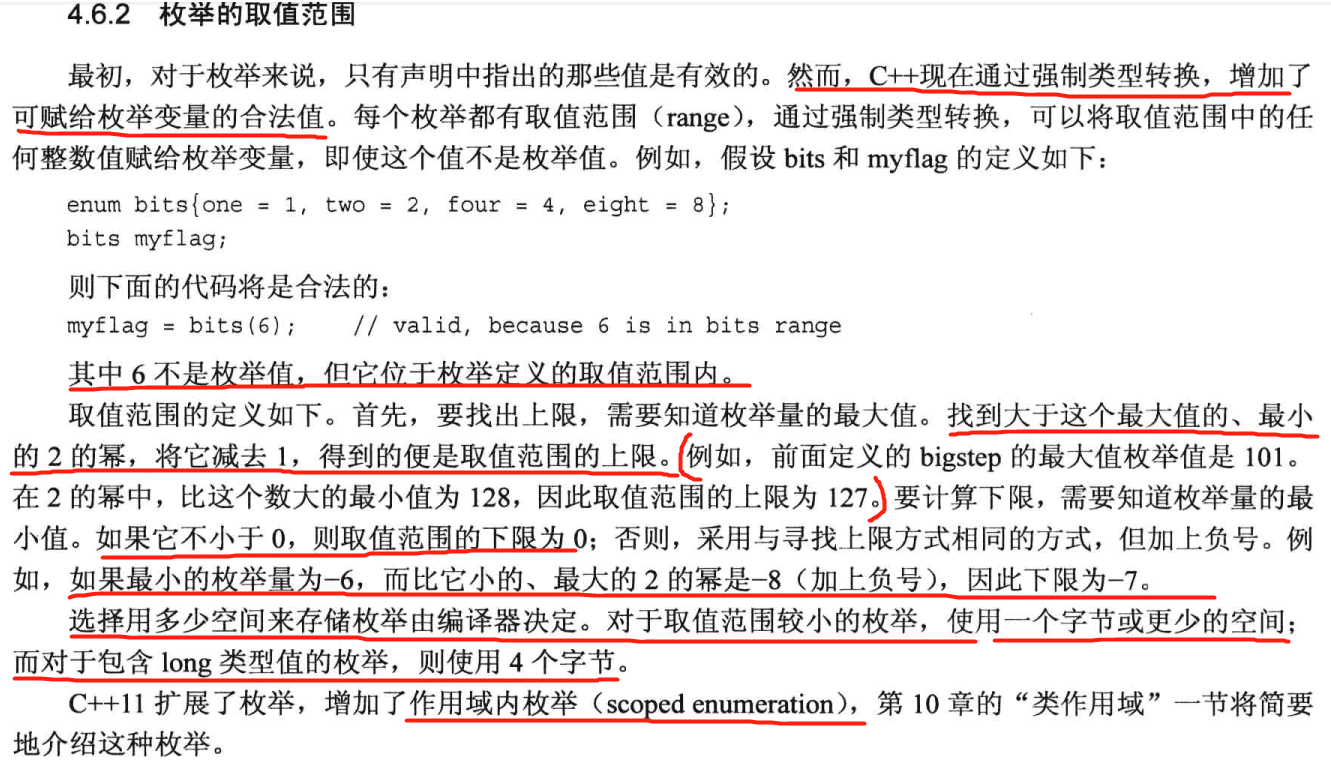 4.6.2 枚举的取值范围
最初，对于枚举来说，只有声明中指出的那些值是有效的。然而，C++现在通过强制类型转换，增加了
可赋给枚举变量的合法值。每个枚举都有取值范围（range），通过强制类型转换，可以将取值范围中的任
何整数值赋给枚举变量，即使这个值不是枚举值。例如，假设 bits 和 myflag 的定义如下：
enum bits{one = 1, two = 2, four = 4, eight = 8};
bits myflag;
则下面的代码将是合法的：
myflag = bits(6);    // valid, because 6 is in bits range
其中 6 不是枚举值，但它位于枚举定义的取值范围内。
取值范围的定义如下。首先，要找出上限，需要知道枚举量的最大值。找到大于这个最大值的、最小
的 2 的幂，将它减去 1，得到的便是取值范围的上限。(例如，前面定义的 bigstep 的最大值枚举值是 101。
在 2 的幂中，比这个数大的最小值为 128，因此取值范围的上限为 127。)要计算下限，需要知道枚举量的最
小值。如果它不小于 0，则取值范围的下限为 0；否则，采用与寻找上限方式相同的方式，但加上负号。例
如，如果最小的枚举量为–6，而比它小的、最大的 2 的幂是–8（加上负号），因此下限为–7。
选择用多少空间来存储枚举由编译器决定。对于取值范围较小的枚举，使用一个字节或更少的空间；
而对于包含 long 类型值的枚举，则使用 4 个字节。
C++11 扩展了枚举，增加了作用域内枚举（scoped enumeration），第 10 章的“类作用域”一节将简要
地介绍这种枚举。